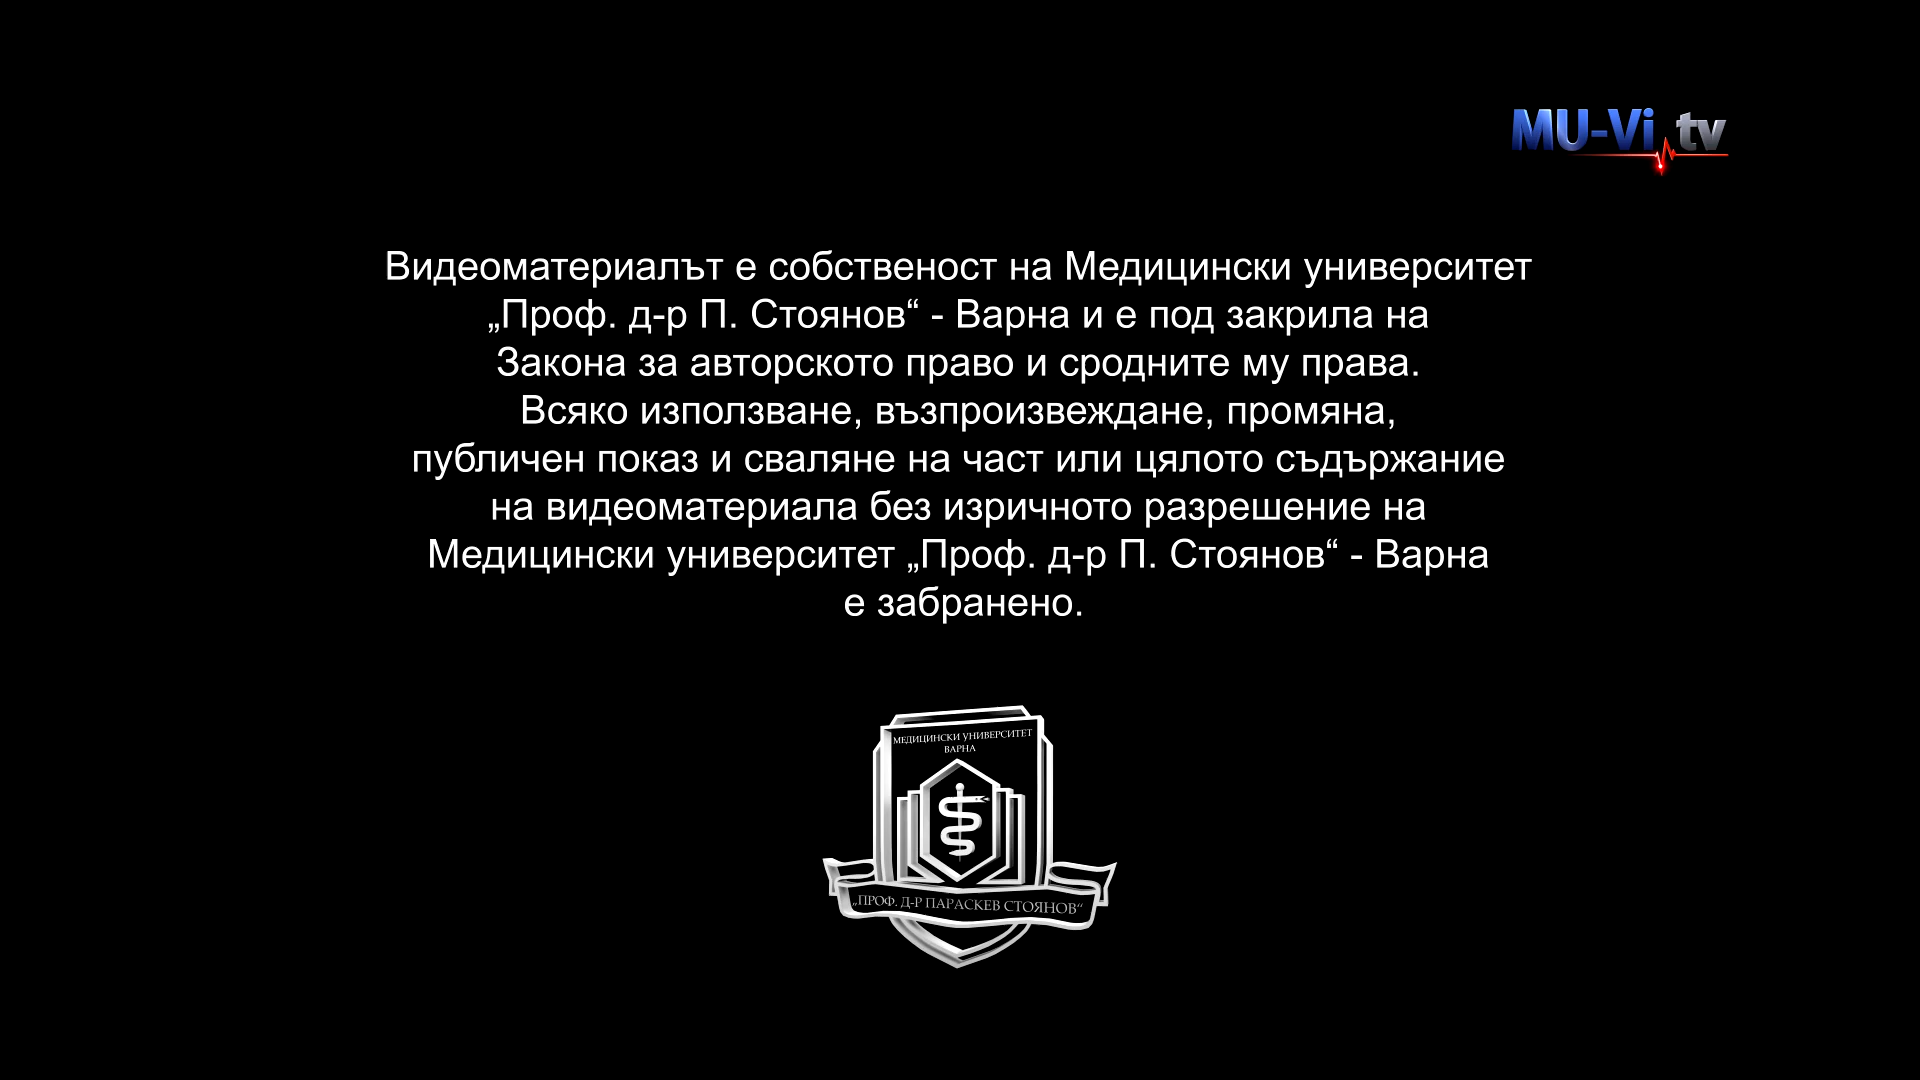 MU-Vi.tv
Видеоматериалът е собственост на Медицински университет
„Проф. д-р П. Стоянов“ - Варна и е под закрила на
Закона за авторското право и сродните му права.
Всяко използване, възпроизвеждане, промяна,
публичен показ и сваляне на част или цялото съдържание
на видеоматериала без изричното разрешение на
Медицински университет „Проф. д-р П. Стоянов“ - Варна
е забранено.
МЕДИЦИНСКИ УНИВЕРСИТЕТ
ВАРНА
„ПРОФ. Д-Р ПАРАСКЕВ СТОЯНОВ“